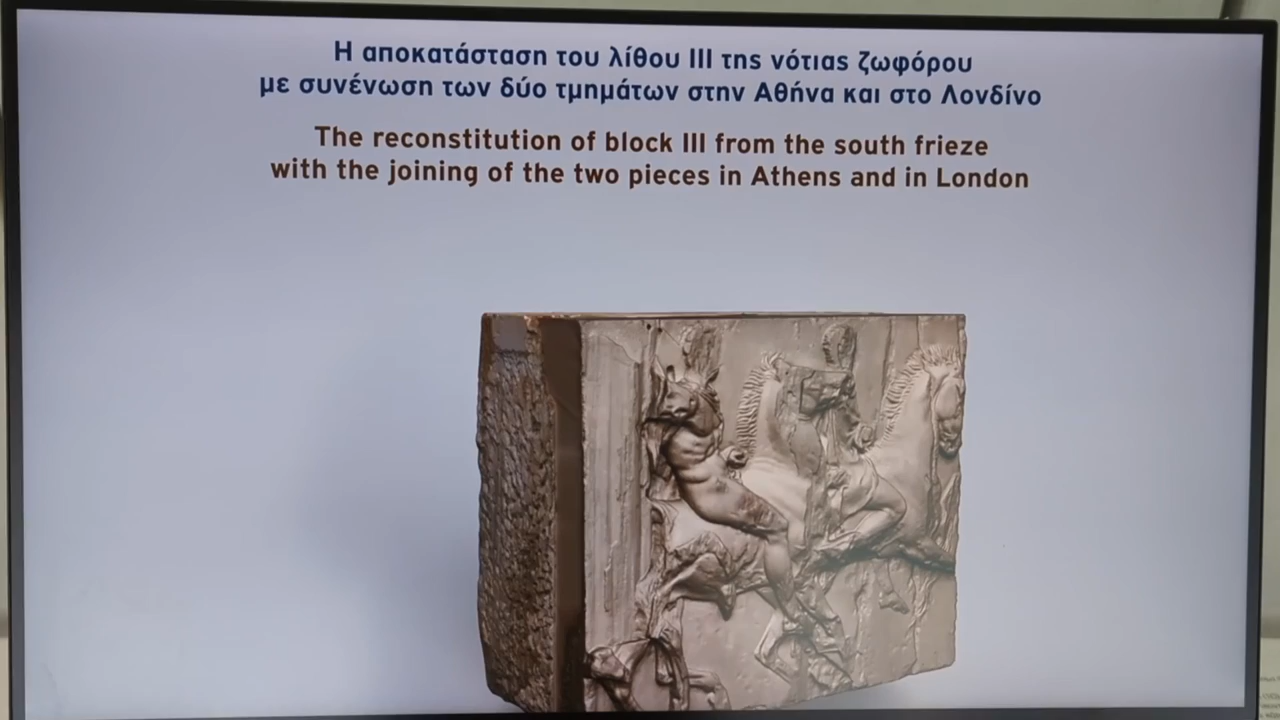 Η αποκατάσταση του λίθου III της νότιας ζωφόρου
με συνένωση των δύο τμημάτων στην Αθήνα και στο Λονδίνο
The reconstitution of block III from the south frieze
with the joining of the two pieces in Athens and in London